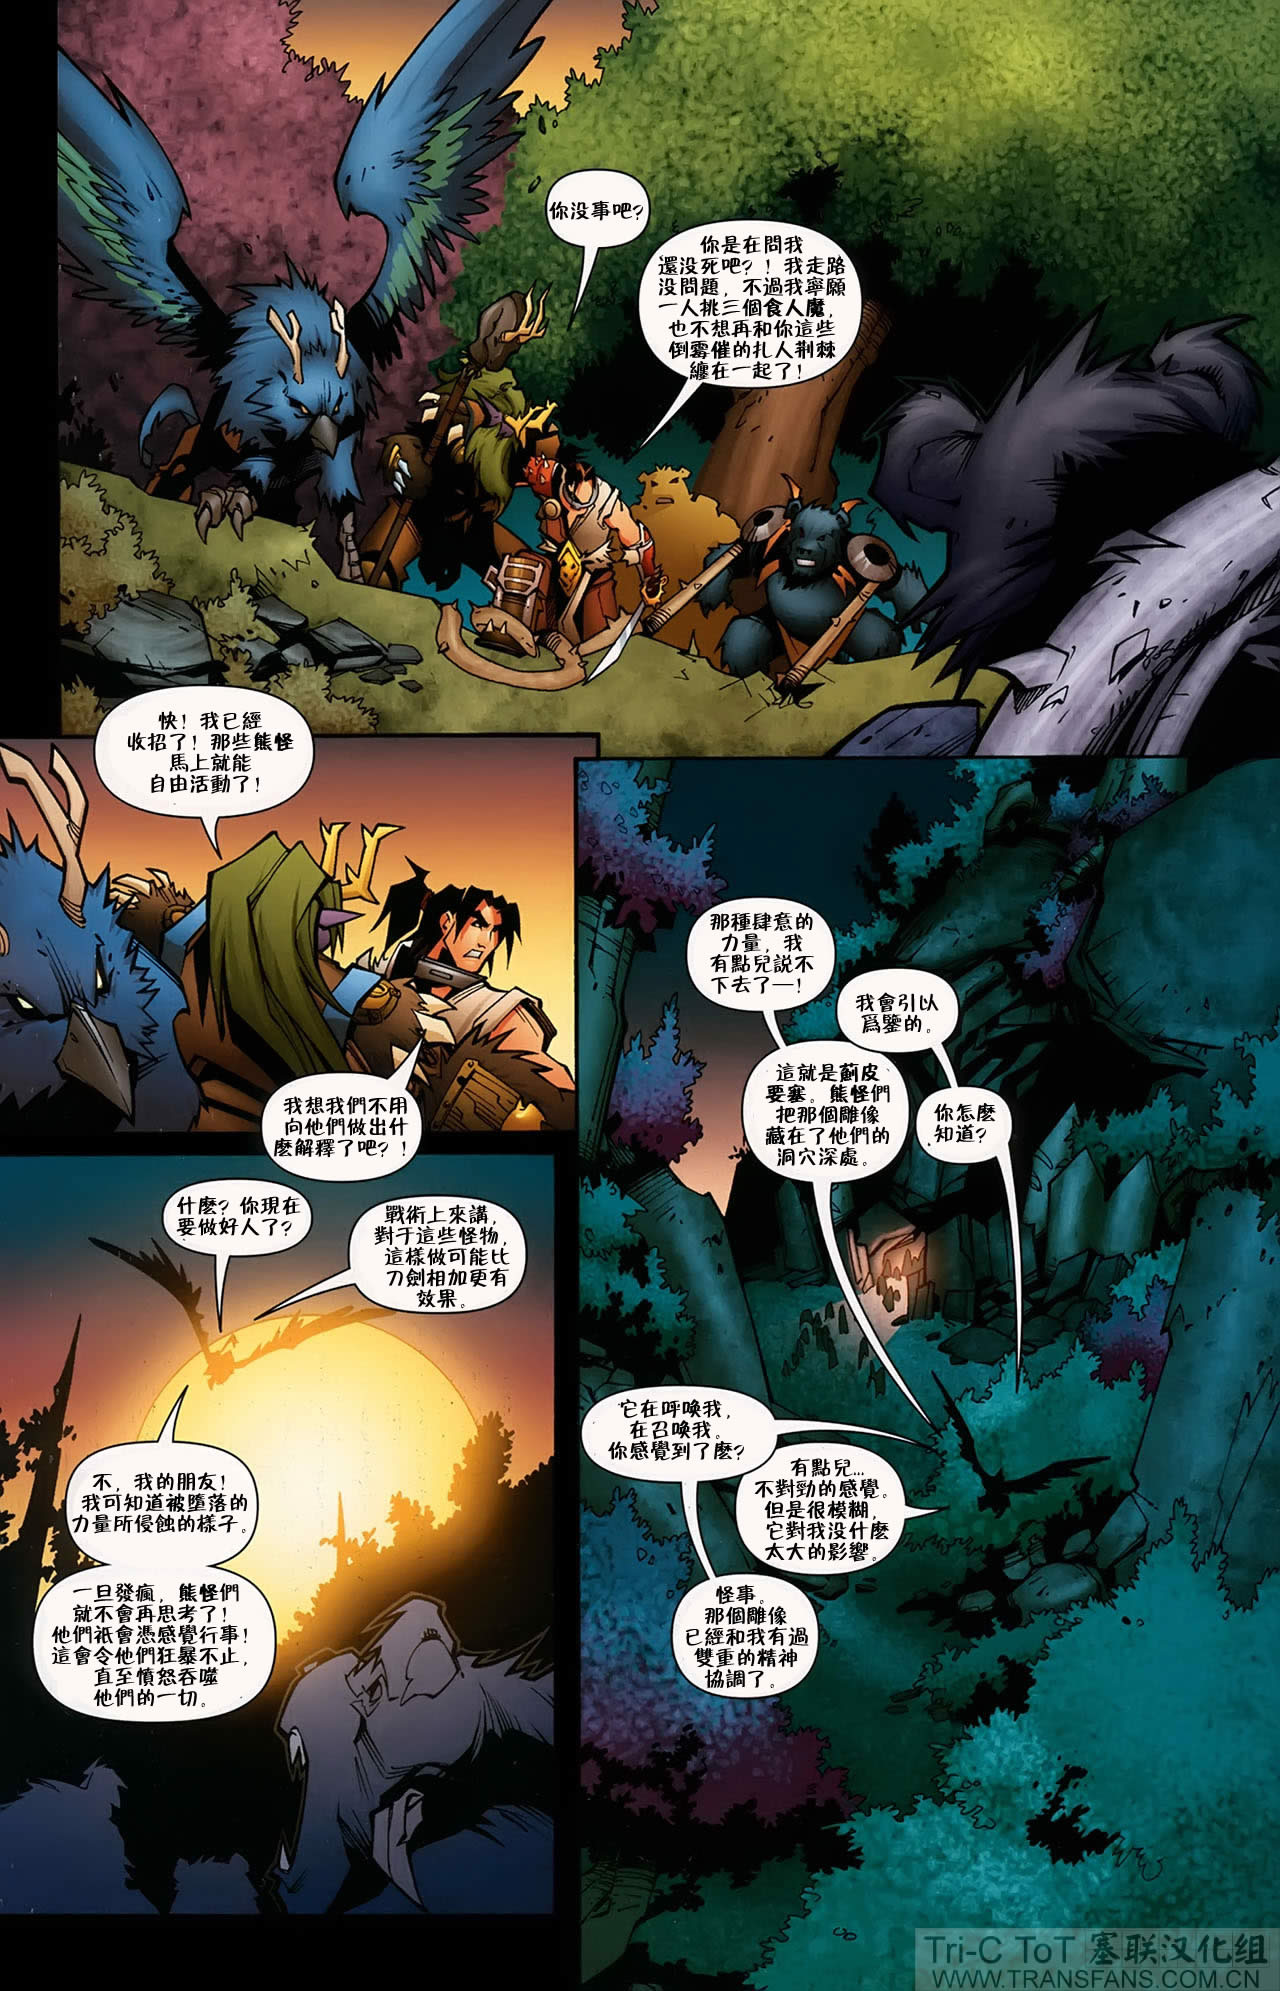 你没事吧?
你是在問我
還没死吧?! 我走路
没問題, 不過我寧願
一人挑三個食人魔,
也不想再和你這些
倒霉催的扎人荆棘
纏在一起了!
快! 我已經
收招了! 那些熊怪
馬上就能
自由活動了!
我想我們不用
向他們做出什
麽解釋了吧?!
什麽? 你現在
要做好人了?
戰術上來講,
對于這些怪物,
這樣做可能比
刀劍相加更有
效果。
不, 我的朋友!
我可知道被墮落的
力量所侵蝕的樣子。
一旦發瘋, 熊怪們
就不會再思考了!
他們衹會憑感覺行事!
這會令他們狂暴不止,
直至憤怒吞噬
他們的一切。
那種肆意的
力量, 我
有點兒説不
下去了—!
我會引以
爲鑒的。
這就是薊皮
要塞。熊怪們
把那個雕像
藏在了他們的
洞穴深處。
你怎麽
知道?
它在呼唤我,
在召唤我。
你感覺到了麽?
有點兒...
不對勁的感覺。
但是很模糊,
它對我没什麽
太大的影響。
怪事。
那個雕像
已經和我有過
雙重的精神
協調了。
Tri-C ToT 塞联汉化组
WWW.TRANSFANS.COM.CN